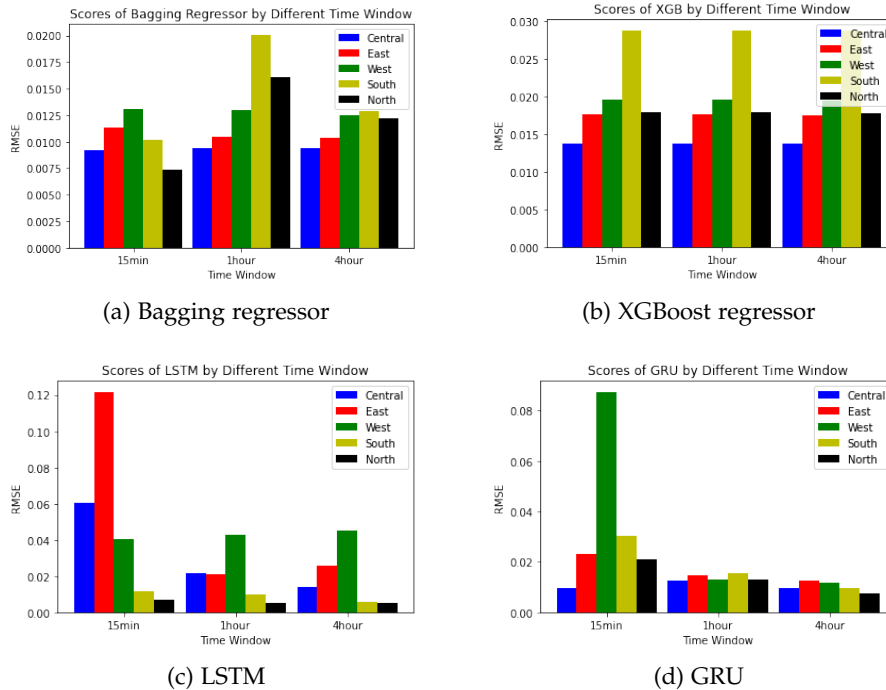 Scores of Bagging Regressor by Different Time Window
RMSE
0.0200
0.0175
0.0150
0.0125
0.0100
0.0075
0.0050
0.0025
0.0000
Central
East
West
South
North
15min 1hour 4hour
Time Window
(a) Bagging regressor
Scores of XGB by Different Time Window
RMSE
0.030
0.025
0.020
0.015
0.010
0.005
0.000
Central
East
West
South
North
15min 1hour 4hour
Time Window
(b) XGBoost regressor
Scores of LSTM by Different Time Window
RMSE
0.12
0.10
0.08
0.06
0.04
0.02
0.00
Central
East
West
South
North
15min 1hour 4hour
Time Window
(c) LSTM
Scores of GRU by Different Time Window
RMSE
0.08
0.06
0.04
0.02
0.00
Central
East
West
South
North
15min 1hour 4hour
Time Window
(d) GRU